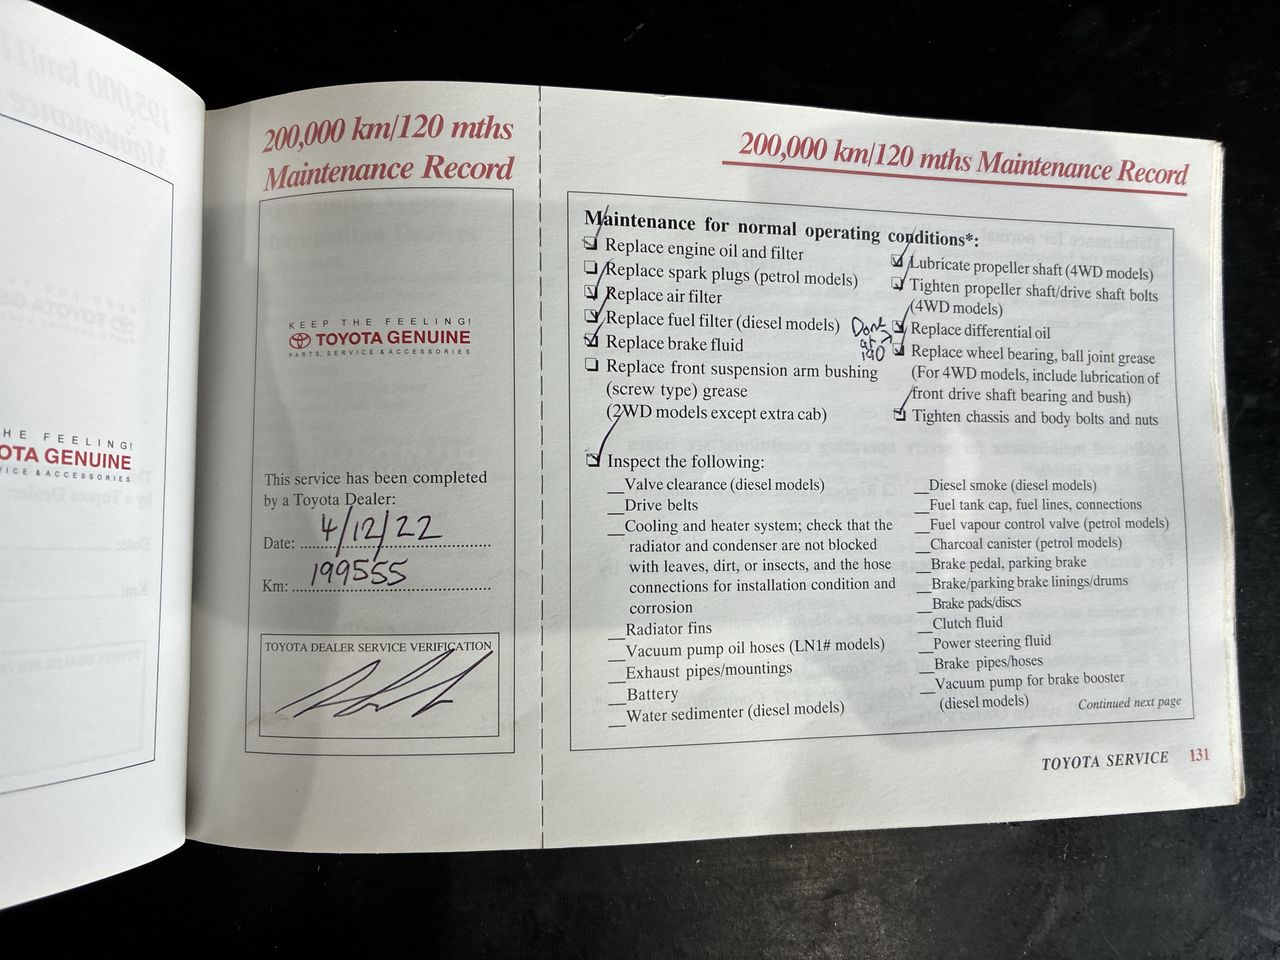 HE FEELING!
OTA GENUINE
VICE & ACCESSORIES
200,000 km/120 mths
Maintenance Record
KEEP THE FEELING!
TOYOTA GENUINE
PARTS, SERVICE & ACCESSORIES
This service has been completed
by a Toyota Dealer:
Date: 4/12/22
Km: 199555
TOYOTA DEALER SERVICE VERIFICATION
200,000 km/120 mths Maintenance Record
Maintenance for normal operating conditions*:
Replace engine oil and filter
Replace spark plugs (petrol models)
Replace air filter
Replace fuel filter (diesel models)
Replace brake fluid
Replace front suspension arm bushing
(screw type) grease
(2WD models except extra cab)
Inspect the following:
Valve clearance (diesel models)
Drive belts
Cooling and heater system; check that the
radiator and condenser are not blocked
with leaves, dirt, or insects, and the hose
connections for installation condition and
corrosion
Radiator fins
Vacuum pump oil hoses (LN1# models)
Exhaust pipes/mountings
Battery
Water sedimenter (diesel models)
Lubricate propeller shaft (4WD models)
Tighten propeller shaft/drive shaft bolts
(4WD models)
Done
at
190
Replace differential oil
Replace wheel bearing, ball joint grease
(For 4WD models, include lubrication of
front drive shaft bearing and bush)
Tighten chassis and body bolts and nuts
Diesel smoke (diesel models)
Fuel tank cap, fuel lines, connections
Fuel vapour control valve (petrol models)
Charcoal canister (petrol models)
Brake pedal, parking brake
Brake/parking brake linings/drums
Brake pads/discs
Clutch fluid
Power steering fluid
Brake pipes/hoses
Vacuum pump for brake booster
(diesel models)
Continued next page
TOYOTA SERVICE 131